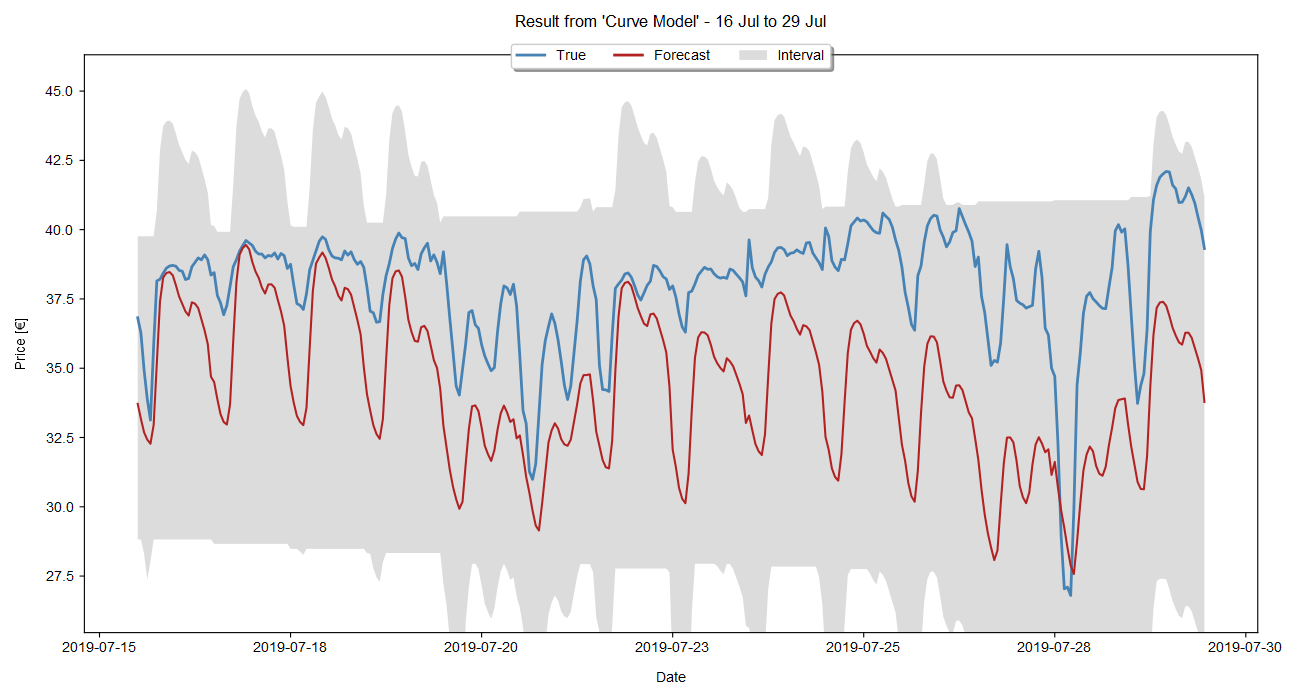 Result from 'Curve Model' - 16 Jul to 29 Jul
True Forecast Interval
45.0
42.5
40.0
37.5
35.0
32.5
30.0
27.5
Price [€]
2019-07-15 2019-07-18 2019-07-20 2019-07-23 2019-07-25 2019-07-28 2019-07-30
Date